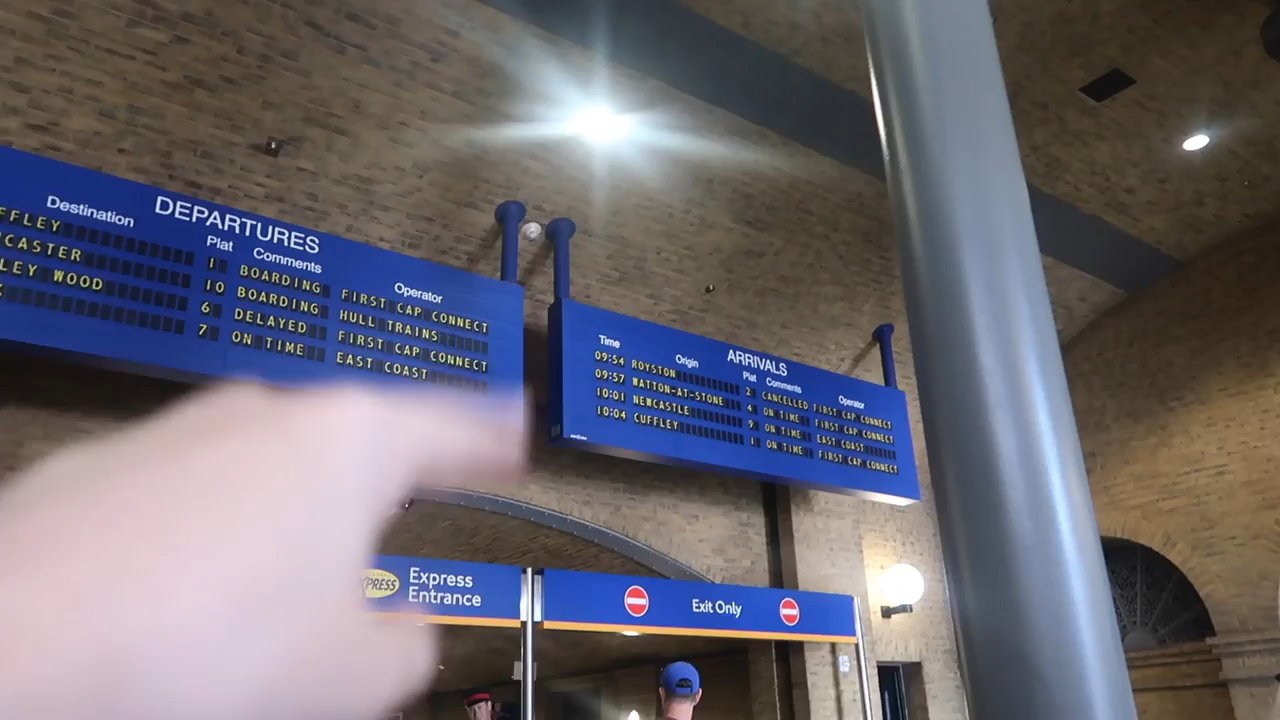 DEPARTURES
Destination Plat Comments Operator
FFLEY 1 BOARDING FIRST CAP CONNECT
CASTER 10 BOARDING HULL TRAINS
LEY WOOD 6 DELAYED FIRST CAP CONNECT
7 ON TIME EAST COAST
ARRIVALS
Time Origin Plat Comments Operator
09:54 ROYSTON 2 CANCELLED FIRST CAP CONNECT
09:57 WATTON-AT-STONE 4 ON TIME FIRST CAP CONNECT
10:01 NEWCASTLE 9 ON TIME EAST COAST
10:04 CUFFLEY 1 ON TIME FIRST CAP CONNECT
PRESS
Express
Entrance
Exit Only